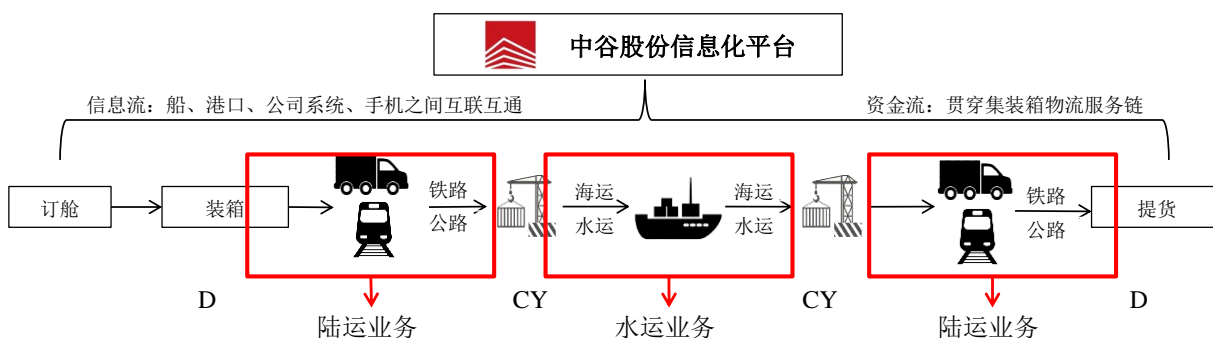 中谷股份信息化平台
信息流：船、港口、公司系统、手机之间互联互通
资金流：贯穿集装箱物流服务链
订舱
装箱
铁路
公路
海运
水运
海运
水运
铁路
公路
提货
D
CY
CY
D
陆运业务
水运业务
陆运业务